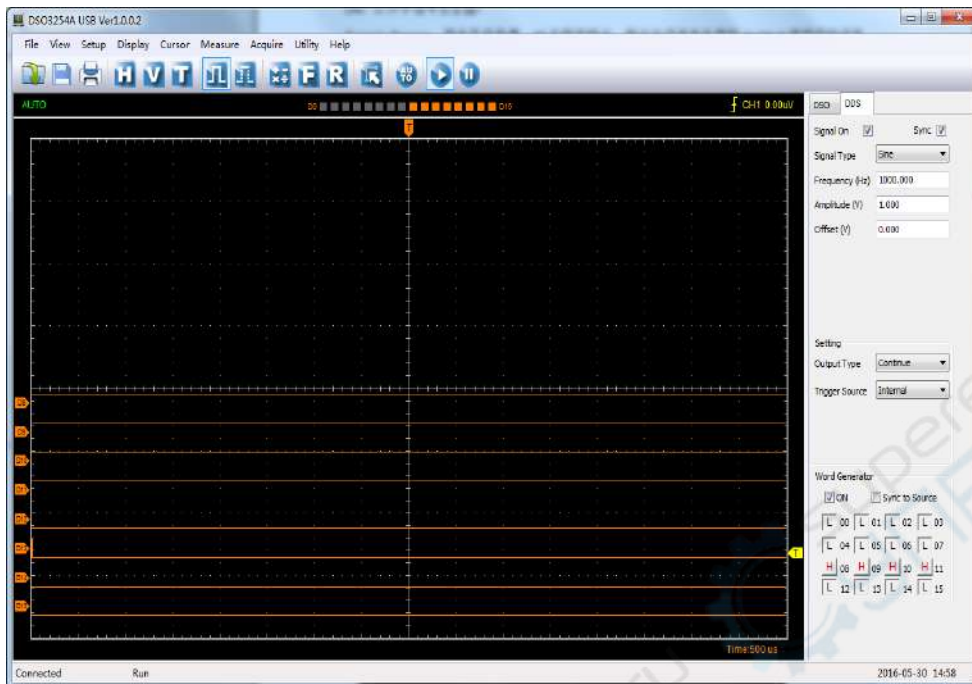 DSO3254A USB Ver1.0.0.2
File View Setup Display Cursor Measure Acquire Utility Help
H V T F R
AUTO D0 D15 CH1 0.00uV
T
DSO DDS
Signal On Sync
Signal Type Sine
Frequency (Hz) 1000.000
Amplitude (V) 1.000
Offset (V) 0.000
Setting
Output Type Continue
Trigger Source Internal
Word Generator
ON Sync to Source
L 00 L 01 L 02 L 03
L 04 L 05 L 06 L 07
H 08 H 09 H 10 H 11
L 12 L 13 L 14 L 15
T
Time:500 us
Connected Run 2016-05-30 14:58